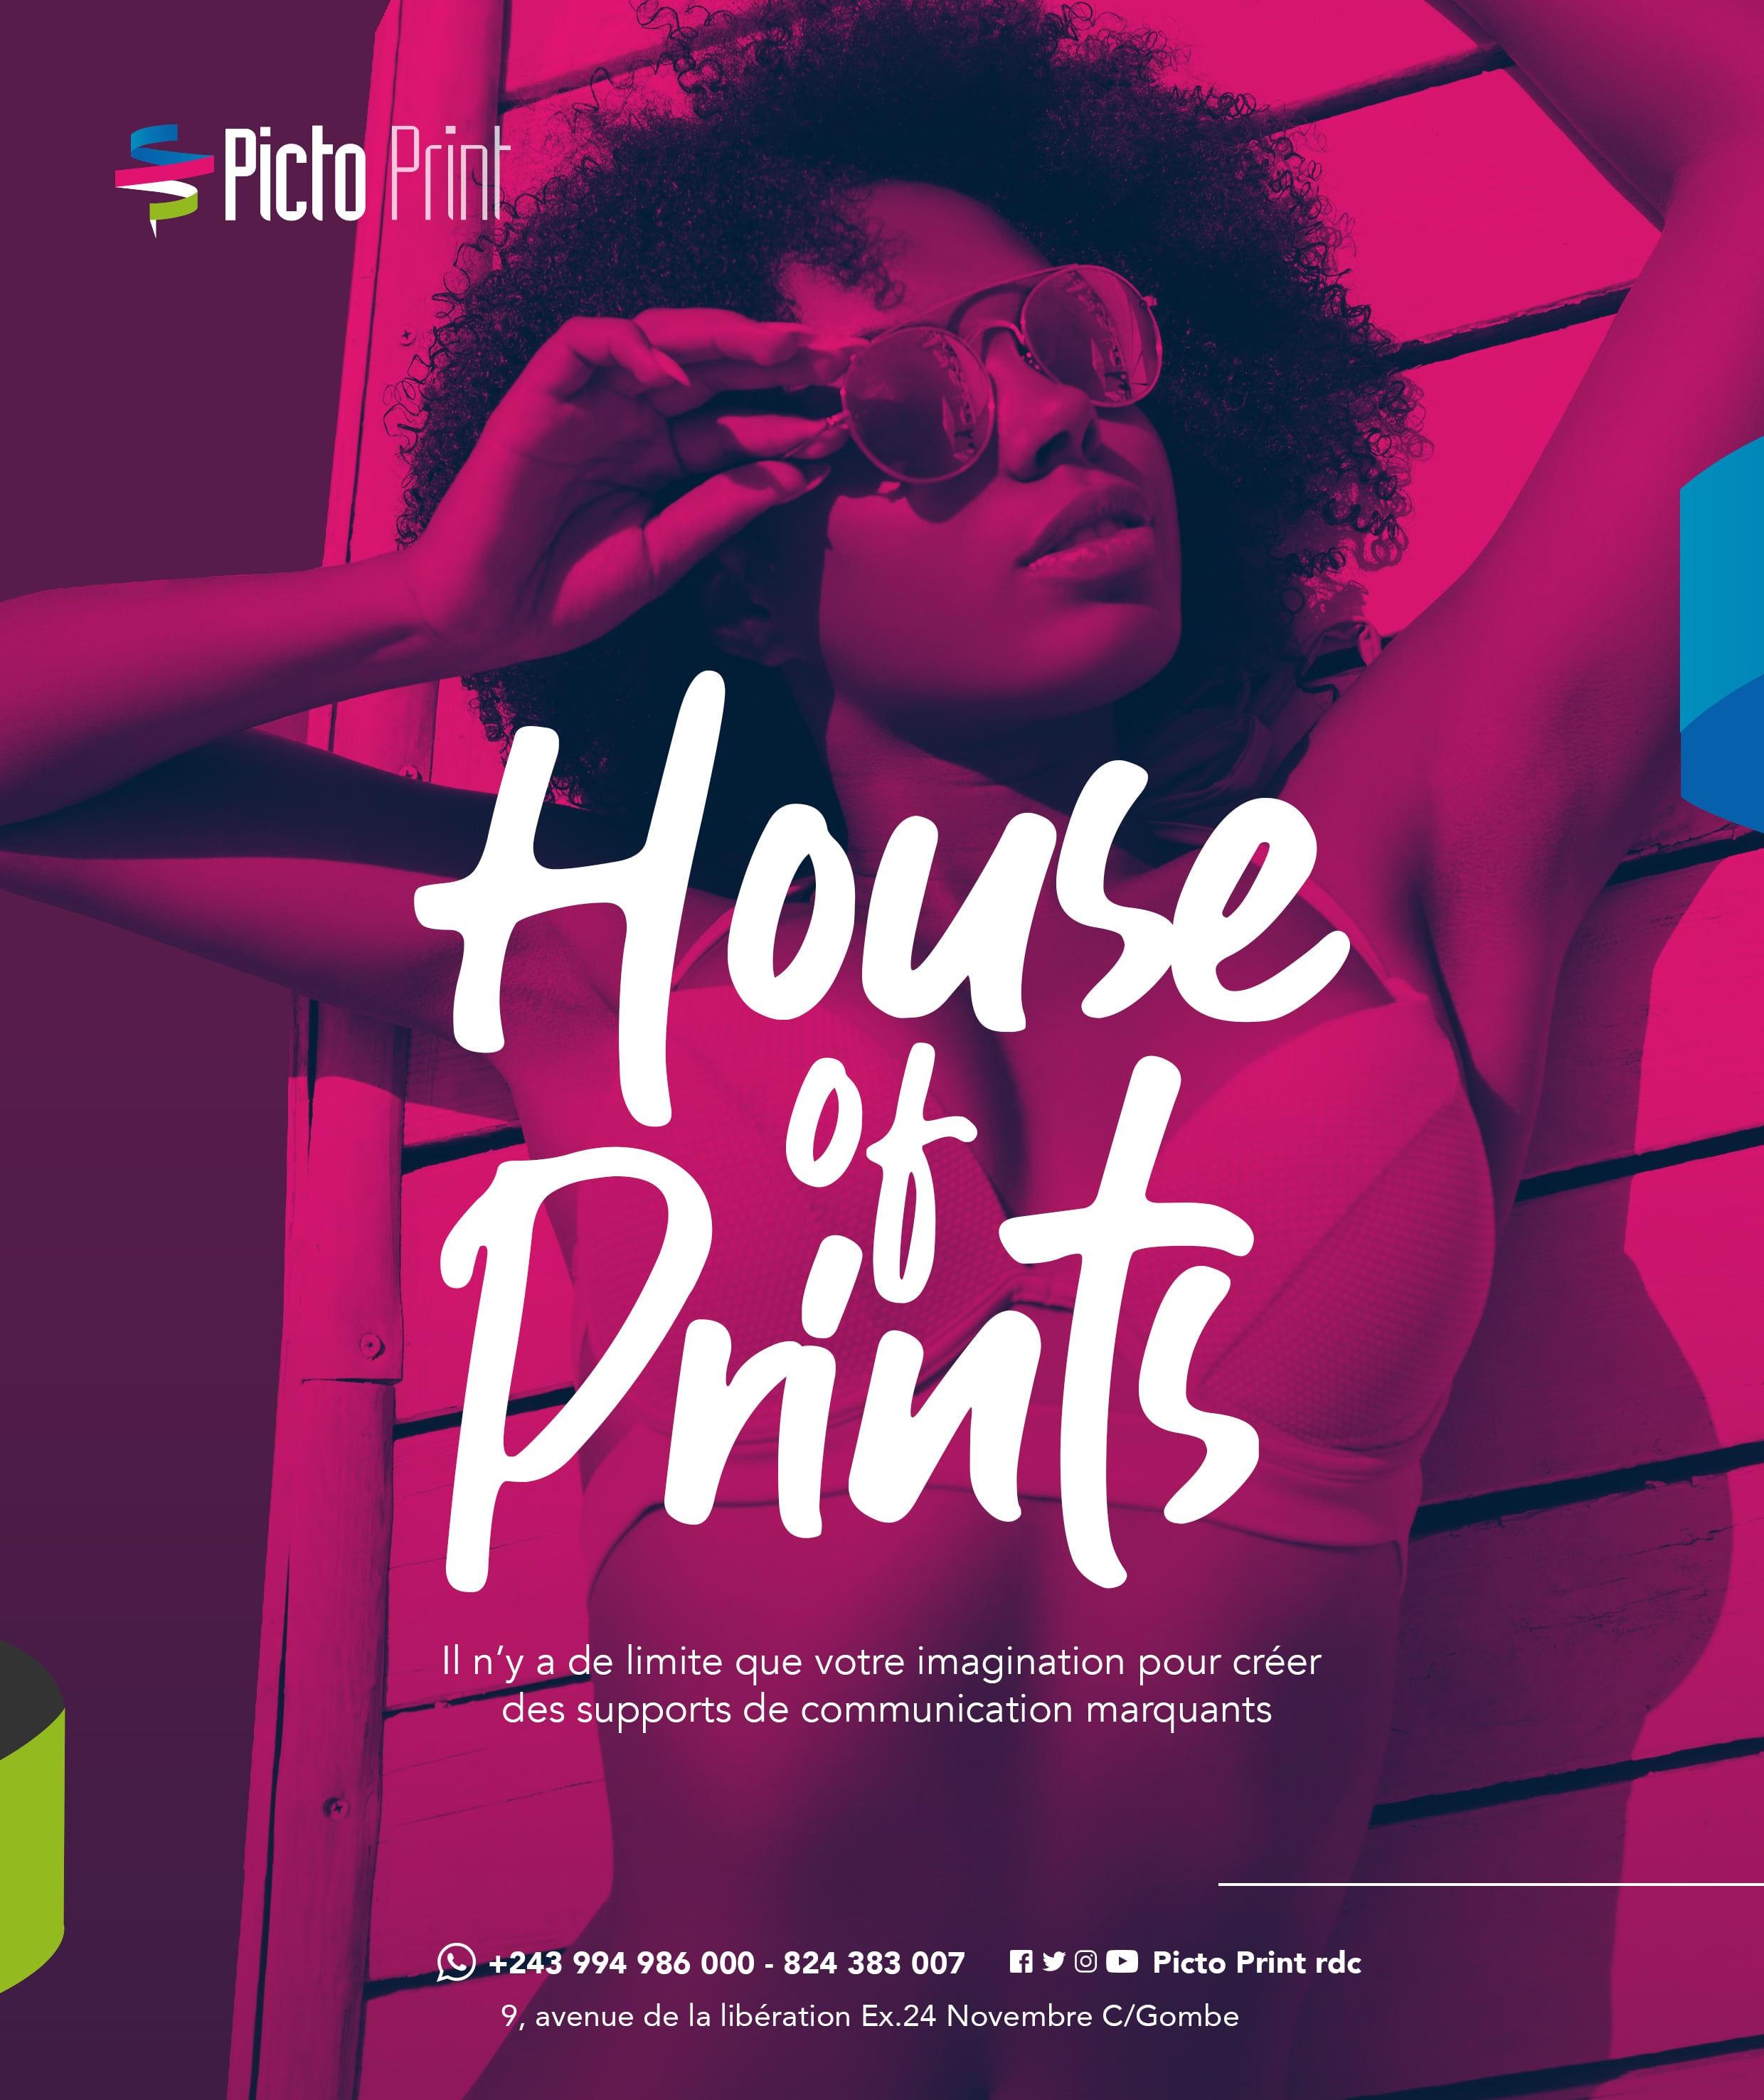 Picto Print
House
of
Prints
Il n’y a de limite que votre imagination pour créer
des supports de communication marquants
+243 994 986 000 - 824 383 007 Picto Print rdc
9, avenue de la libération Ex.24 Novembre C/Gombe